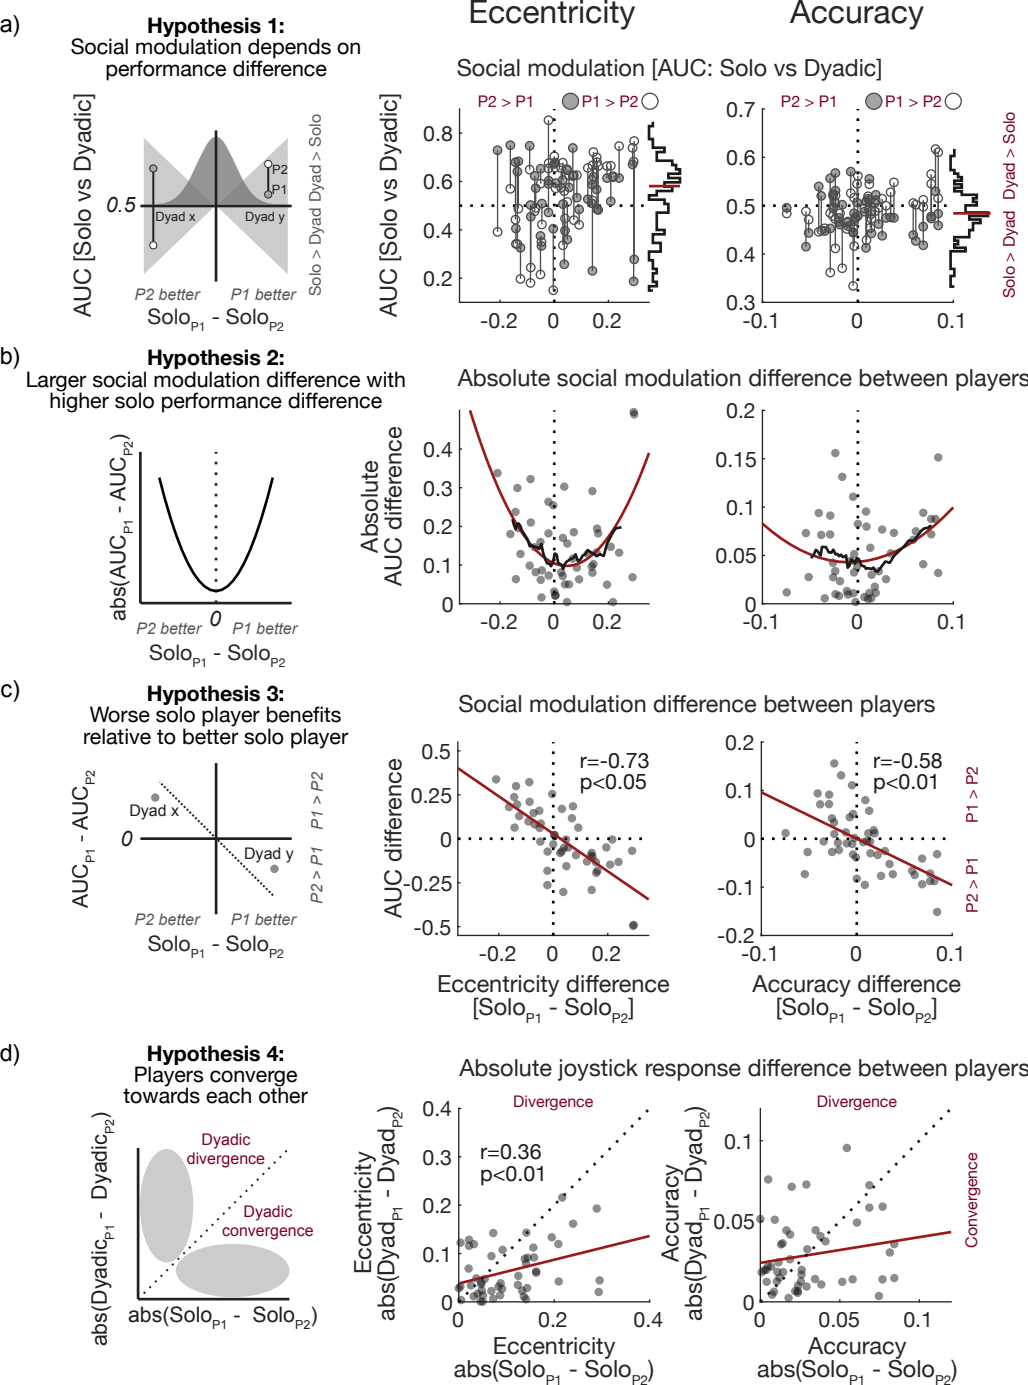 Eccentricity
Accuracy
a)
Hypothesis 1:
Social modulation depends on
performance difference
Social modulation [AUC: Solo vs Dyadic]
AUC [Solo vs Dyadic]
0.5
P2
P1
Dyad x
Dyad y
Solo > Dyad Dyad > Solo
P2 better
P1 better
Solo_P1 - Solo_P2
AUC [Solo vs Dyadic]
P2 > P1
P1 > P2
0.8
0.6
0.4
0.2
-0.2
0
0.2
P2 > P1
P1 > P2
0.7
0.6
0.5
0.4
0.3
-0.1
0
0.1
Solo > Dyad Dyad > Solo
b)
Hypothesis 2:
Larger social modulation difference with
higher solo performance difference
Absolute social modulation difference between players
abs(AUC_P1 - AUC_P2)
0
P2 better
P1 better
Solo_P1 - Solo_P2
Absolute
AUC difference
0.4
0.3
0.2
0.1
0
-0.2
0
0.2
0.2
0.15
0.1
0.05
0
-0.1
0
0.1
c)
Hypothesis 3:
Worse solo player benefits
relative to better solo player
Social modulation difference between players
AUC_P1 - AUC_P2
0
Dyad x
Dyad y
P2 > P1 P1 > P2
P2 better
P1 better
Solo_P1 - Solo_P2
AUC difference
0.5
0.25
0
-0.25
-0.5
r=-0.73
p<0.05
-0.2
0
0.2
Eccentricity difference
[Solo_P1 - Solo_P2]
0.2
0.1
0
-0.1
-0.2
r=-0.58
p<0.01
-0.1
0
0.1
P2 > P1 P1 > P2
Accuracy difference
[Solo_P1 - Solo_P2]
d)
Hypothesis 4:
Players converge
towards each other
Absolute joystick response difference between players
abs(Dyadic_P1 - Dyadic_P2)
Dyadic
divergence
Dyadic
convergence
abs(Solo_P1 - Solo_P2)
Eccentricity
abs(Dyad_P1 - Dyad_P2)
Divergence
0.4
0.3
0.2
0.1
0
r=0.36
p<0.01
0
0.2
0.4
Eccentricity
abs(Solo_P1 - Solo_P2)
Accuracy
abs(Dyad_P1 - Dyad_P2)
Divergence
0.1
0.05
0
0
0.05
0.1
Convergence
Accuracy
abs(Solo_P1 - Solo_P2)